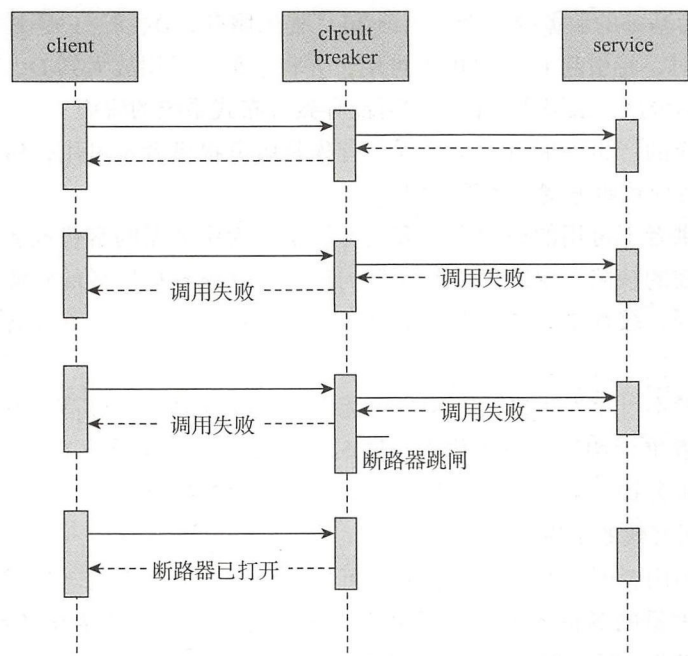 client
clrcult
breaker
service
调用失败
调用失败
调用失败
调用失败
断路器跳闸
断路器已打开